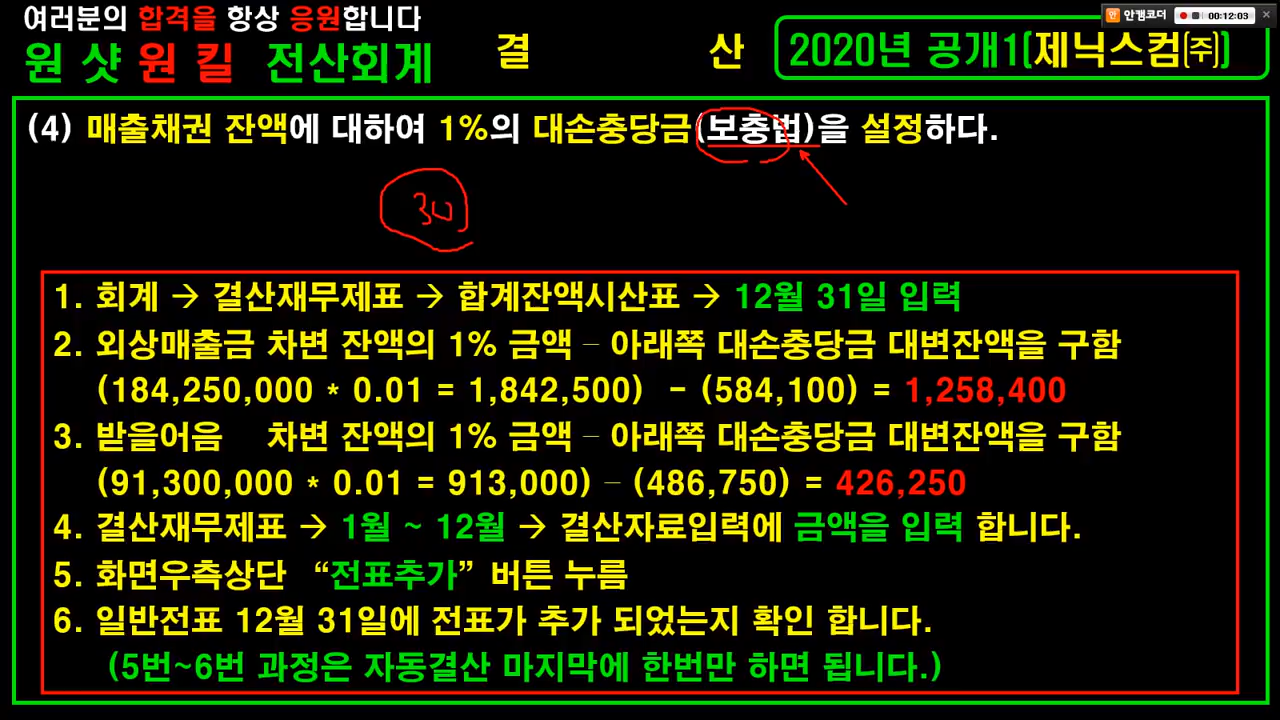 여러분의 합격을 항상 응원합니다
안캠코더 00:12:03
원 샷 원 킬 전산회계 결 산 2020년 공개1(제닉스컴㈜)
(4) 매출채권 잔액에 대하여 1%의 대손충당금(보충법)을 설정하다.
30
1. 회계 → 결산재무제표 → 합계잔액시산표 → 12월 31일 입력
2. 외상매출금 차변 잔액의 1% 금액 – 아래쪽 대손충당금 대변잔액을 구함
(184,250,000 * 0.01 = 1,842,500) - (584,100) = 1,258,400
3. 받을어음 차변 잔액의 1% 금액 – 아래쪽 대손충당금 대변잔액을 구함
(91,300,000 * 0.01 = 913,000) – (486,750) = 426,250
4. 결산재무제표 → 1월 ~ 12월 → 결산자료입력에 금액을 입력 합니다.
5. 화면우측상단 “전표추가” 버튼 누름
6. 일반전표 12월 31일에 전표가 추가 되었는지 확인 합니다.
(5번~6번 과정은 자동결산 마지막에 한번만 하면 됩니다.)